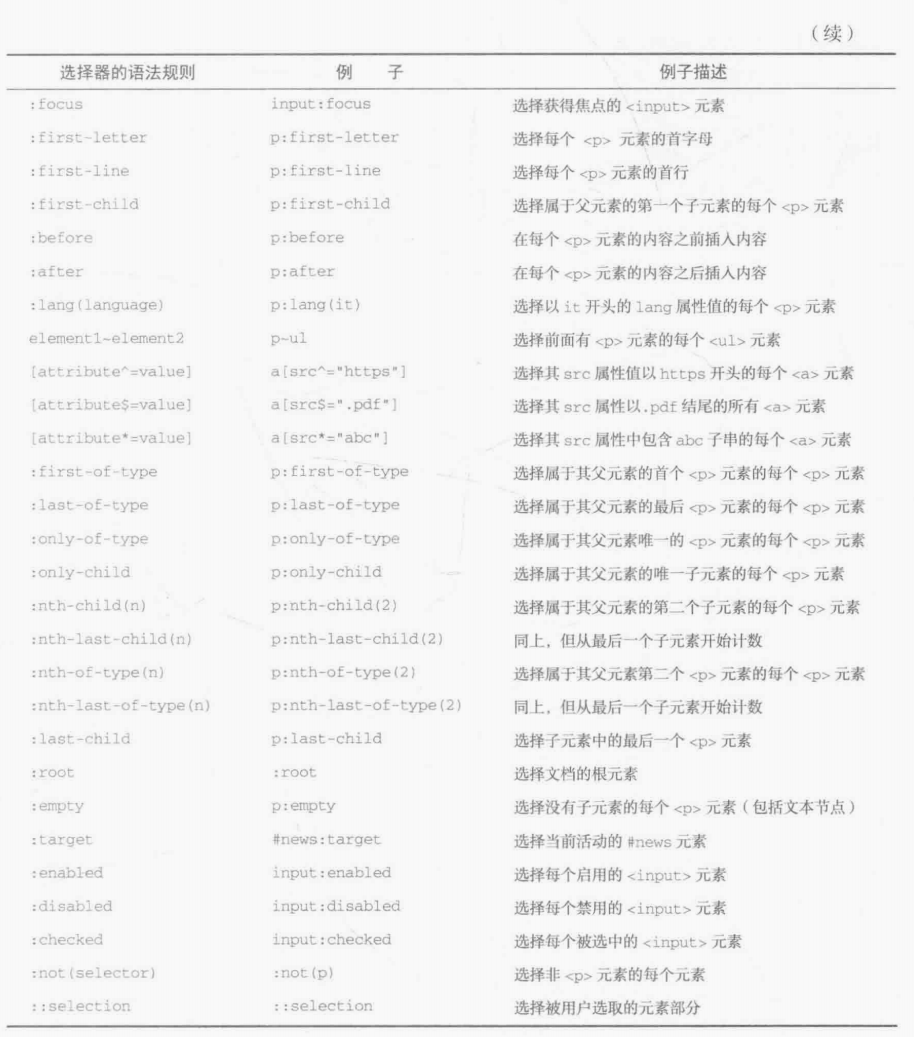 （续）
选择器的语法规则 例 子 例子描述
:focus input:focus 选择获得焦点的 <input> 元素
:first-letter p:first-letter 选择每个 <p> 元素的首字母
:first-line p:first-line 选择每个 <p> 元素的首行
:first-child p:first-child 选择属于父元素的第一个子元素的每个 <p> 元素
:before p:before 在每个 <p> 元素的内容之前插入内容
:after p:after 在每个 <p> 元素的内容之后插入内容
:lang(language) p:lang(it) 选择以 it 开头的 lang 属性值的每个 <p> 元素
element1~element2 p~ul 选择前面有 <p> 元素的每个 <ul> 元素
[attribute^=value] a[src^="https"] 选择其 src 属性值以 https 开头的每个 <a> 元素
[attribute$=value] a[src$=".pdf"] 选择其 src 属性以.pdf 结尾的所有 <a> 元素
[attribute*=value] a[src*="abc"] 选择其 src 属性中包含 abc 子串的每个 <a> 元素
:first-of-type p:first-of-type 选择属于其父元素的首个 <p> 元素的每个 <p> 元素
:last-of-type p:last-of-type 选择属于其父元素的最后 <p> 元素的每个 <p> 元素
:only-of-type p:only-of-type 选择属于其父元素唯一的 <p> 元素的每个 <p> 元素
:only-child p:only-child 选择属于其父元素的唯一子元素的每个 <p> 元素
:nth-child(n) p:nth-child(2) 选择属于其父元素的第二个子元素的每个 <p> 元素
:nth-last-child(n) p:nth-last-child(2) 同上，但从最后一个子元素开始计数
:nth-of-type(n) p:nth-of-type(2) 选择属于其父元素第二个 <p> 元素的每个 <p> 元素
:nth-last-of-type(n) p:nth-last-of-type(2) 同上，但从最后一个子元素开始计数
:last-child p:last-child 选择子元素中的最后一个 <p> 元素
:root :root 选择文档的根元素
:empty p:empty 选择没有子元素的每个 <p> 元素（包括文本节点）
:target #news:target 选择当前活动的 #news 元素
:enabled input:enabled 选择每个启用的 <input> 元素
:disabled input:disabled 选择每个禁用的 <input> 元素
:checked input:checked 选择每个被选中的 <input> 元素
:not(selector) :not(p) 选择非 <p> 元素的每个元素
::selection ::selection 选择被用户选取的元素部分